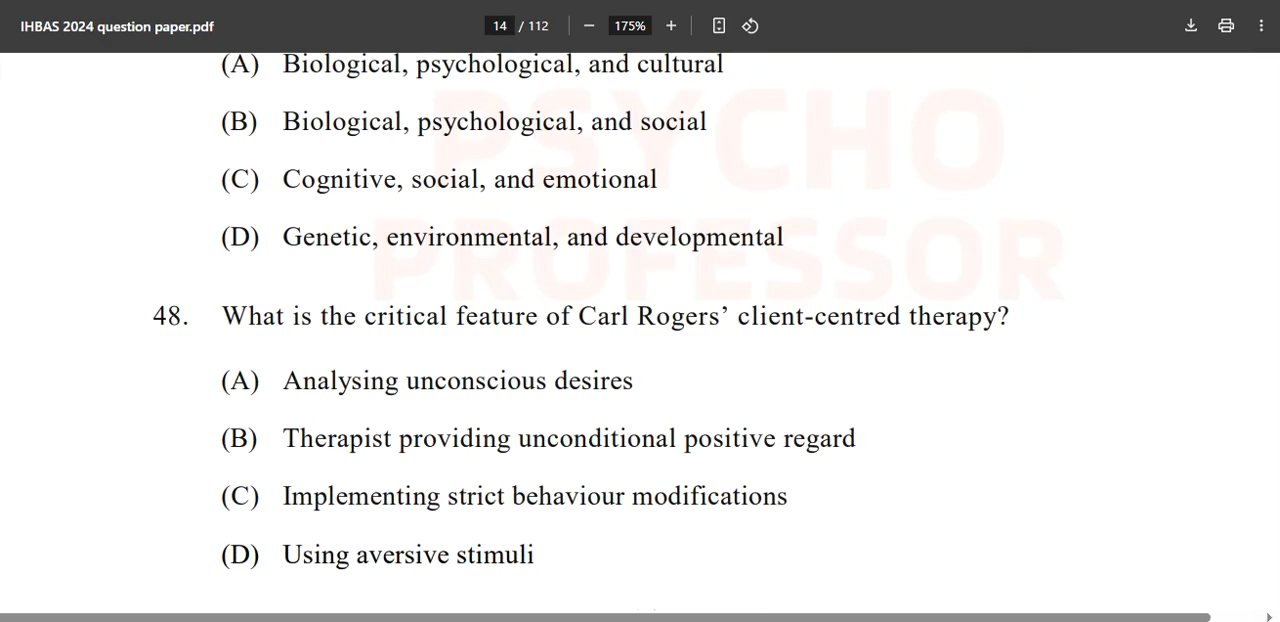 IHBAS 2024 question paper.pdf
14 / 112
175%
(A) Biological, psychological, and cultural
(B) Biological, psychological, and social
(C) Cognitive, social, and emotional
(D) Genetic, environmental, and developmental
PSYCHO
PROFESSOR
48. What is the critical feature of Carl Rogers’ client-centred therapy?
(A) Analysing unconscious desires
(B) Therapist providing unconditional positive regard
(C) Implementing strict behaviour modifications
(D) Using aversive stimuli